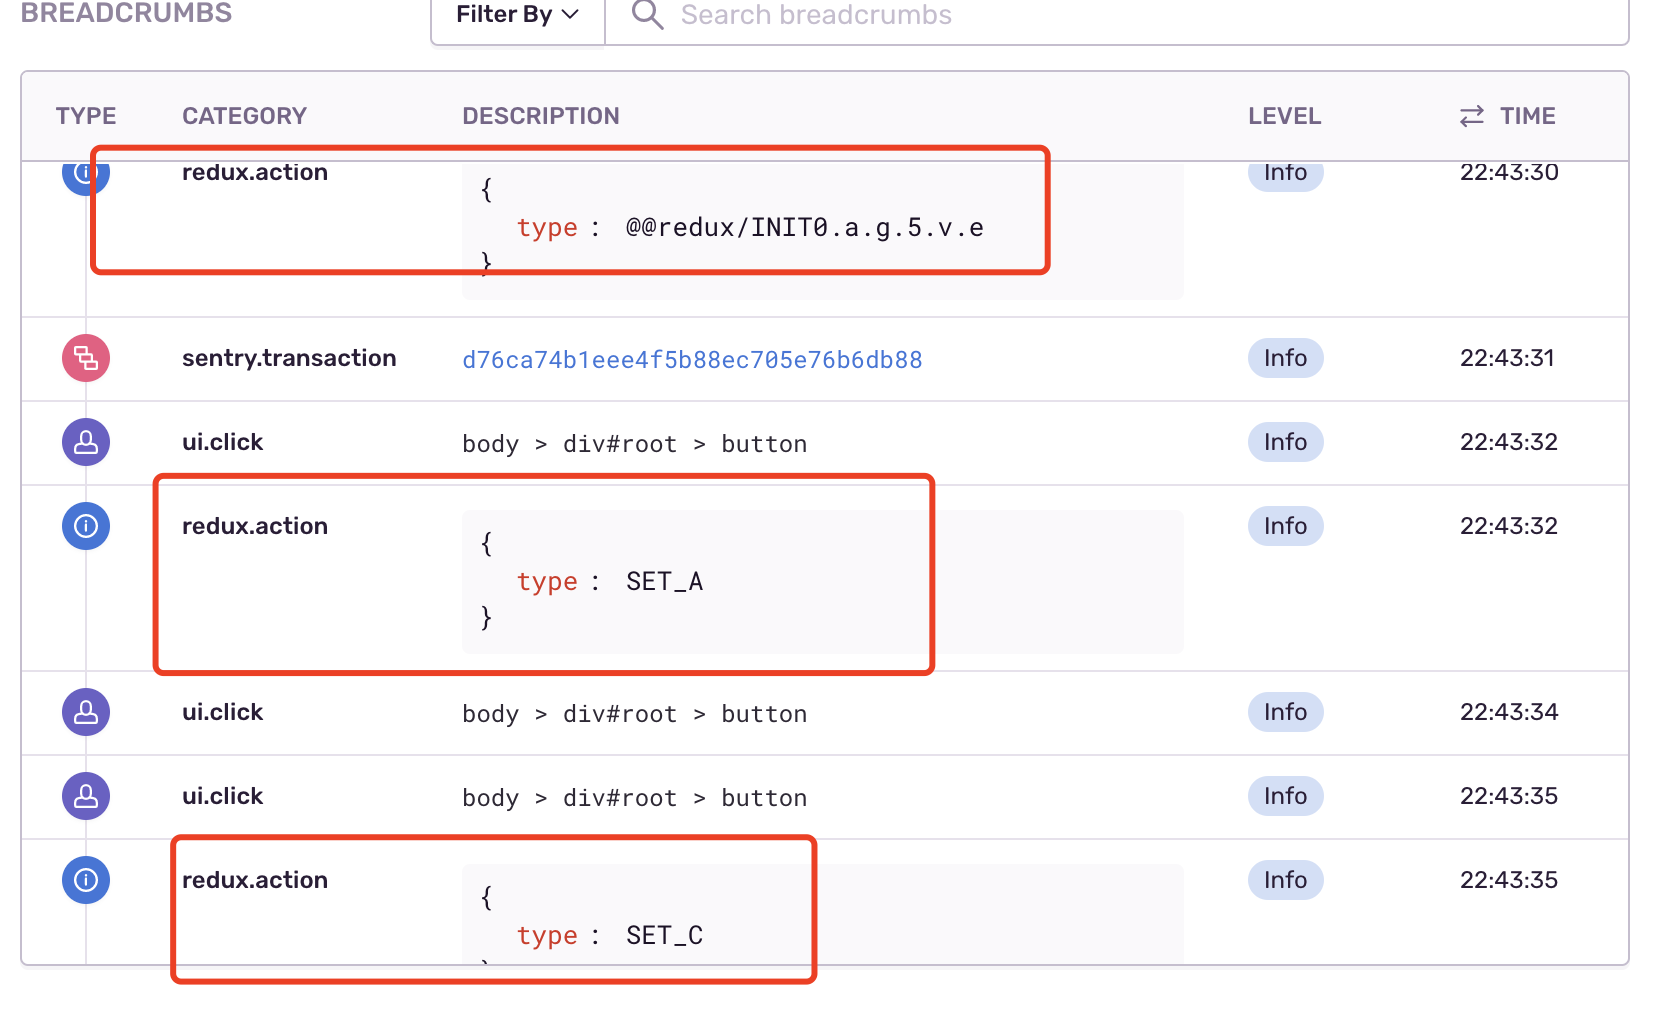 BREADCRUMBS Filter By Search breadcrumbs
TYPE CATEGORY DESCRIPTION LEVEL TIME
redux.action { Info 22:43:30
type : @@redux/INIT0.a.g.5.v.e
}
sentry.transaction d76ca74b1eee4f5b88ec705e76b6db88 Info 22:43:31
ui.click body > div#root > button Info 22:43:32
redux.action { Info 22:43:32
type : SET_A
}
ui.click body > div#root > button Info 22:43:34
ui.click body > div#root > button Info 22:43:35
redux.action { Info 22:43:35
type : SET_C